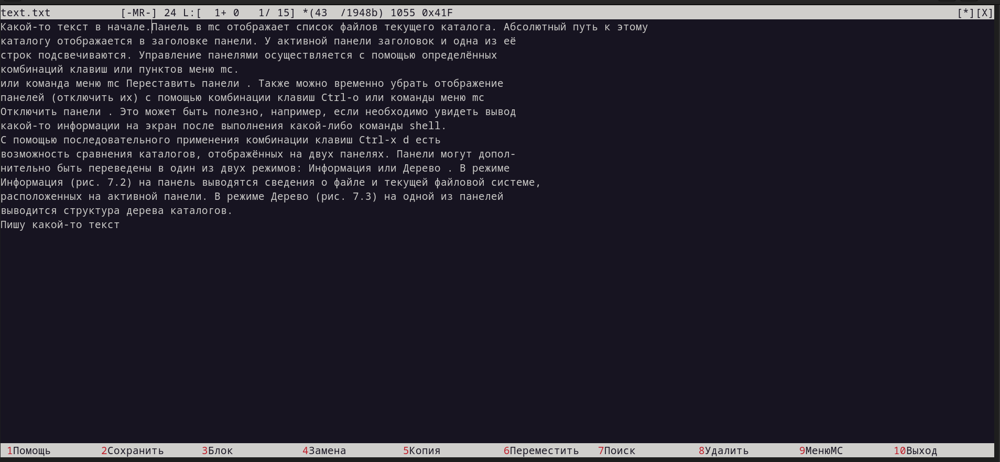 text.txt [-MR-] 24 L:[ 1+ 0 1/ 15] *(43 /1948b) 1055 0x41F [*][X]
Какой-то текст в начале.Панель в mc отображает список файлов текущего каталога. Абсолютный путь к этому
каталогу отображается в заголовке панели. У активной панели заголовок и одна из её
строк подсвечиваются. Управление панелями осуществляется с помощью определённых
комбинаций клавиш или пунктов меню mc.
или команда меню mc Переставить панели . Также можно временно убрать отображение
панелей (отключить их) с помощью комбинации клавиш Ctrl-o или команды меню mc
Отключить панели . Это может быть полезно, например, если необходимо увидеть вывод
какой-то информации на экран после выполнения какой-либо команды shell.
С помощью последовательного применения комбинации клавиш Ctrl-x d есть
возможность сравнения каталогов, отображённых на двух панелях. Панели могут допол-
нительно быть переведены в один из двух режимов: Информация или Дерево . В режиме
Информация (рис. 7.2) на панель выводятся сведения о файле и текущей файловой системе,
расположенных на активной панели. В режиме Дерево (рис. 7.3) на одной из панелей
выводится структура дерева каталогов.
Пишу какой-то текст
1Помощь 2Сохранить 3Блок 4Замена 5Копия 6Переместить 7Поиск 8Удалить 9МенюMC 10Выход